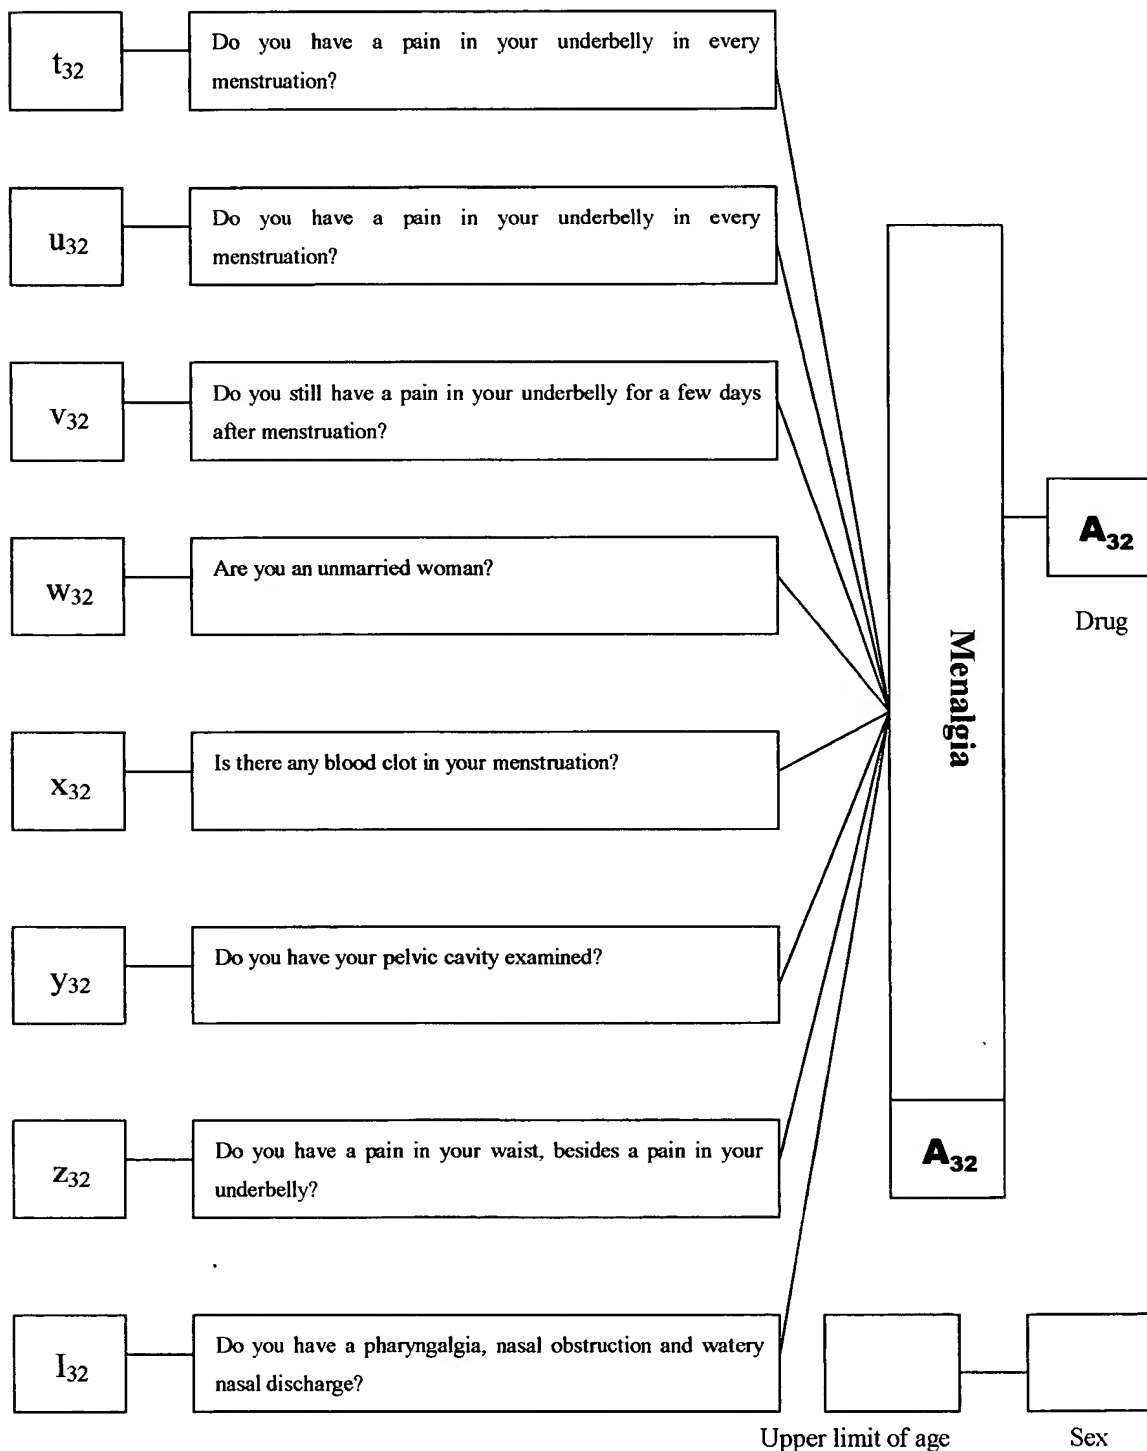 t32
Do you have a pain in your underbelly in every
menstruation?
u32
Do you have a pain in your underbelly in every
menstruation?
v32
Do you still have a pain in your underbelly for a few days
after menstruation?
w32
Are you an unmarried woman?
x32
Is there any blood clot in your menstruation?
y32
Do you have your pelvic cavity examined?
z32
Do you have a pain in your waist, besides a pain in your
underbelly?
I32
Do you have a pharyngalgia, nasal obstruction and watery
nasal discharge?
Menalgia
A32
A32
Drug
Upper limit of age
Sex